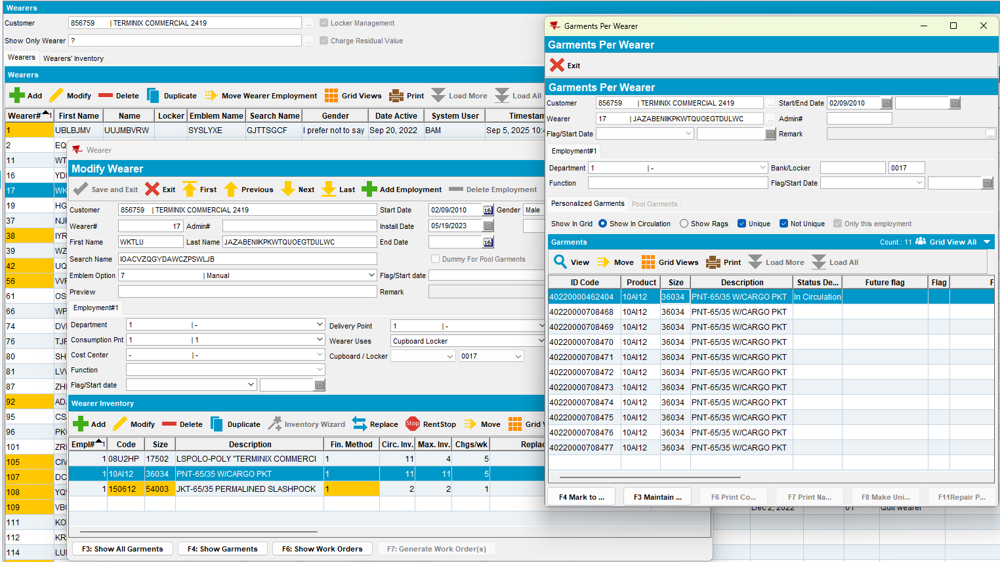 Wearers
Customer 856759 | TERMINIX COMMERCIAL 2419 ... Locker Management
Show Only Wearer ? ... Charge Residual Value
Wearers Wearers' Inventory
Wearers
Add Modify Delete Duplicate Move Wearer Employment Grid Views Print Load More Load All
Wearer# 1 First Name Name Locker Emblem Name Search Name Gender Date Active System User Timestam
1 UBLBJMV UUJMBVRW SYSLYXE GJTTSGCF I prefer not to say Sep 20, 2022 BAM Sep 5, 2025 10:4
2 EQ
11 WT
16 YD
17 WK
19 HG
37 NJF
38 IYR
39 WZ
42 UQ
56 VVF
61 OS
66 WP
74 DVI
76 TJF
80 SH
81 LVV
87 ZHI
92 ADJ
95 CS
96 PK
101 ZR
105 CIV
107 DC
108 YQ
109 VBC
111 KO
112 KR
114 LUI
Wearer
Modify Wearer
Save and Exit Exit First Previous Next Last Add Employment Delete Employment
Customer 856759 | TERMINIX COMMERCIAL 2419 Start Date 02/09/2010 16 Gender Male
Wearer# 17 Admin# Install Date 05/19/2023 16
First Name WKTLU Last Name JAZABENIIKPKWTQUOEGTDULWC End Date 16
Search Name IOACVZQGYDAWCZPSWLJB Dummy For Pool Garments
Emblem Option 7 | Manual Flag/Start date
Preview Remark
Employment#1
Department 1 | - Delivery Point 1 | -
Consumption Pnt 1 | 1 Wearer Uses Cupboard Locker
Cost Center - | - Cupboard / Locker 0017
Function
Flag/Start date 16
Wearer Inventory
Add Modify Delete Duplicate Inventory Wizard Replace Stop RentStop Move Grid V
Empl# 1 Code Size Description Fin. Method Circ. Inv. Max. Inv. Chgs/wk Replac
1 08U2HP 17502 LSPOLO-POLY "TERMINIX COMMERCI 1 11 4 5
1 10AI12 36034 PNT-65/35 W/CARGO PKT 1 11 11 5
1 150612 54003 JKT-65/35 PERMALINED SLASHPOCK 1 2 2 1
F3: Show All Garments F4: Show Garments F6: Show Work Orders F7: Generate Work Order(s)
Garments Per Wearer
Garments Per Wearer
Exit
Garments Per Wearer
Customer 856759 | TERMINIX COMMERCIAL 2419 ... Start/End Date 02/09/2010 16 16
Wearer 17 | JAZABENIIKPKWTQUOEGTDULWC ... Admin#
Flag/Start Date 16 Remark ...
Employment#1
Department 1 | - Bank/Locker 0017
Function Flag/Start Date 16
Personalized Garments Pool Garments
Show In Grid Show In Circulation Show Rags Unique Not Unique Only this employment
Garments Count : 11 Grid View All
View Move Grid Views Print Load More Load All
ID Code Product Size Description Status De... Future flag Flag F
40220000462404 10AI12 36034 PNT-65/35 W/CARGO PKT In Circulation
40220000708468 10AI12 36034 PNT-65/35 W/CARGO PKT
40220000708469 10AI12 36034 PNT-65/35 W/CARGO PKT
40220000708470 10AI12 36034 PNT-65/35 W/CARGO PKT
40220000708471 10AI12 36034 PNT-65/35 W/CARGO PKT
40220000708472 10AI12 36034 PNT-65/35 W/CARGO PKT
40220000708473 10AI12 36034 PNT-65/35 W/CARGO PKT
40220000708474 10AI12 36034 PNT-65/35 W/CARGO PKT
40220000708475 10AI12 36034 PNT-65/35 W/CARGO PKT
40220000708476 10AI12 36034 PNT-65/35 W/CARGO PKT
40220000708477 10AI12 36034 PNT-65/35 W/CARGO PKT
F4 Mark to ... F3 Maintain ... F6 Print Co... F7 Print Na... F8 Make Uni... F11Repair P...
Dec 2, 2022 01 Quit wearer